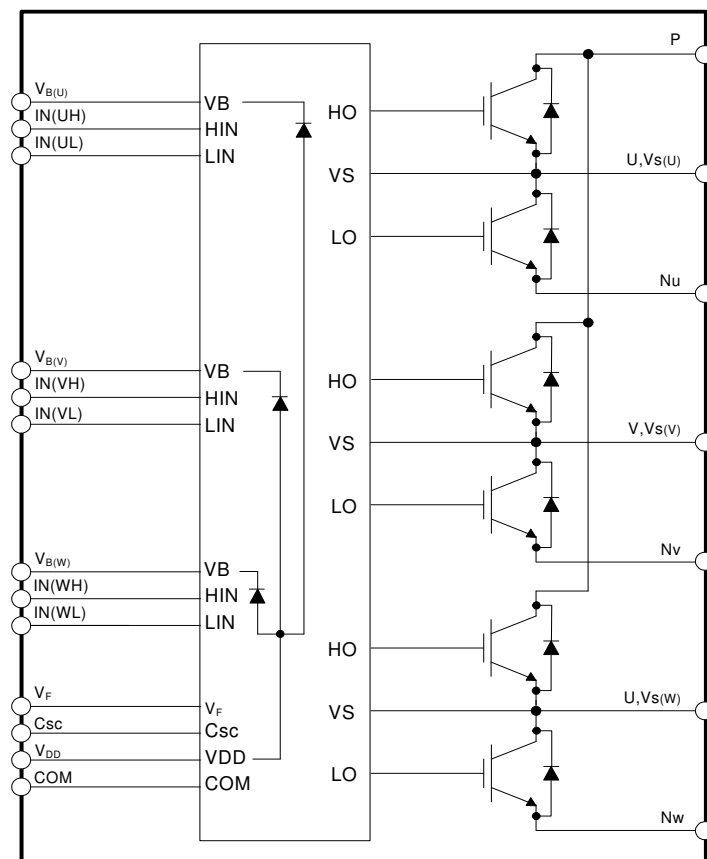 VB(U)
IN(UH)
IN(UL)
VB
HIN
LIN
HO
VS
LO
P
U,Vs(U)
Nu
VB(V)
IN(VH)
IN(VL)
VB
HIN
LIN
HO
VS
LO
V,Vs(V)
Nv
VB(W)
IN(WH)
IN(WL)
VB
HIN
LIN
HO
VS
LO
U,Vs(W)
Nw
VF
Csc
VDD
COM
VF
Csc
VDD
COM